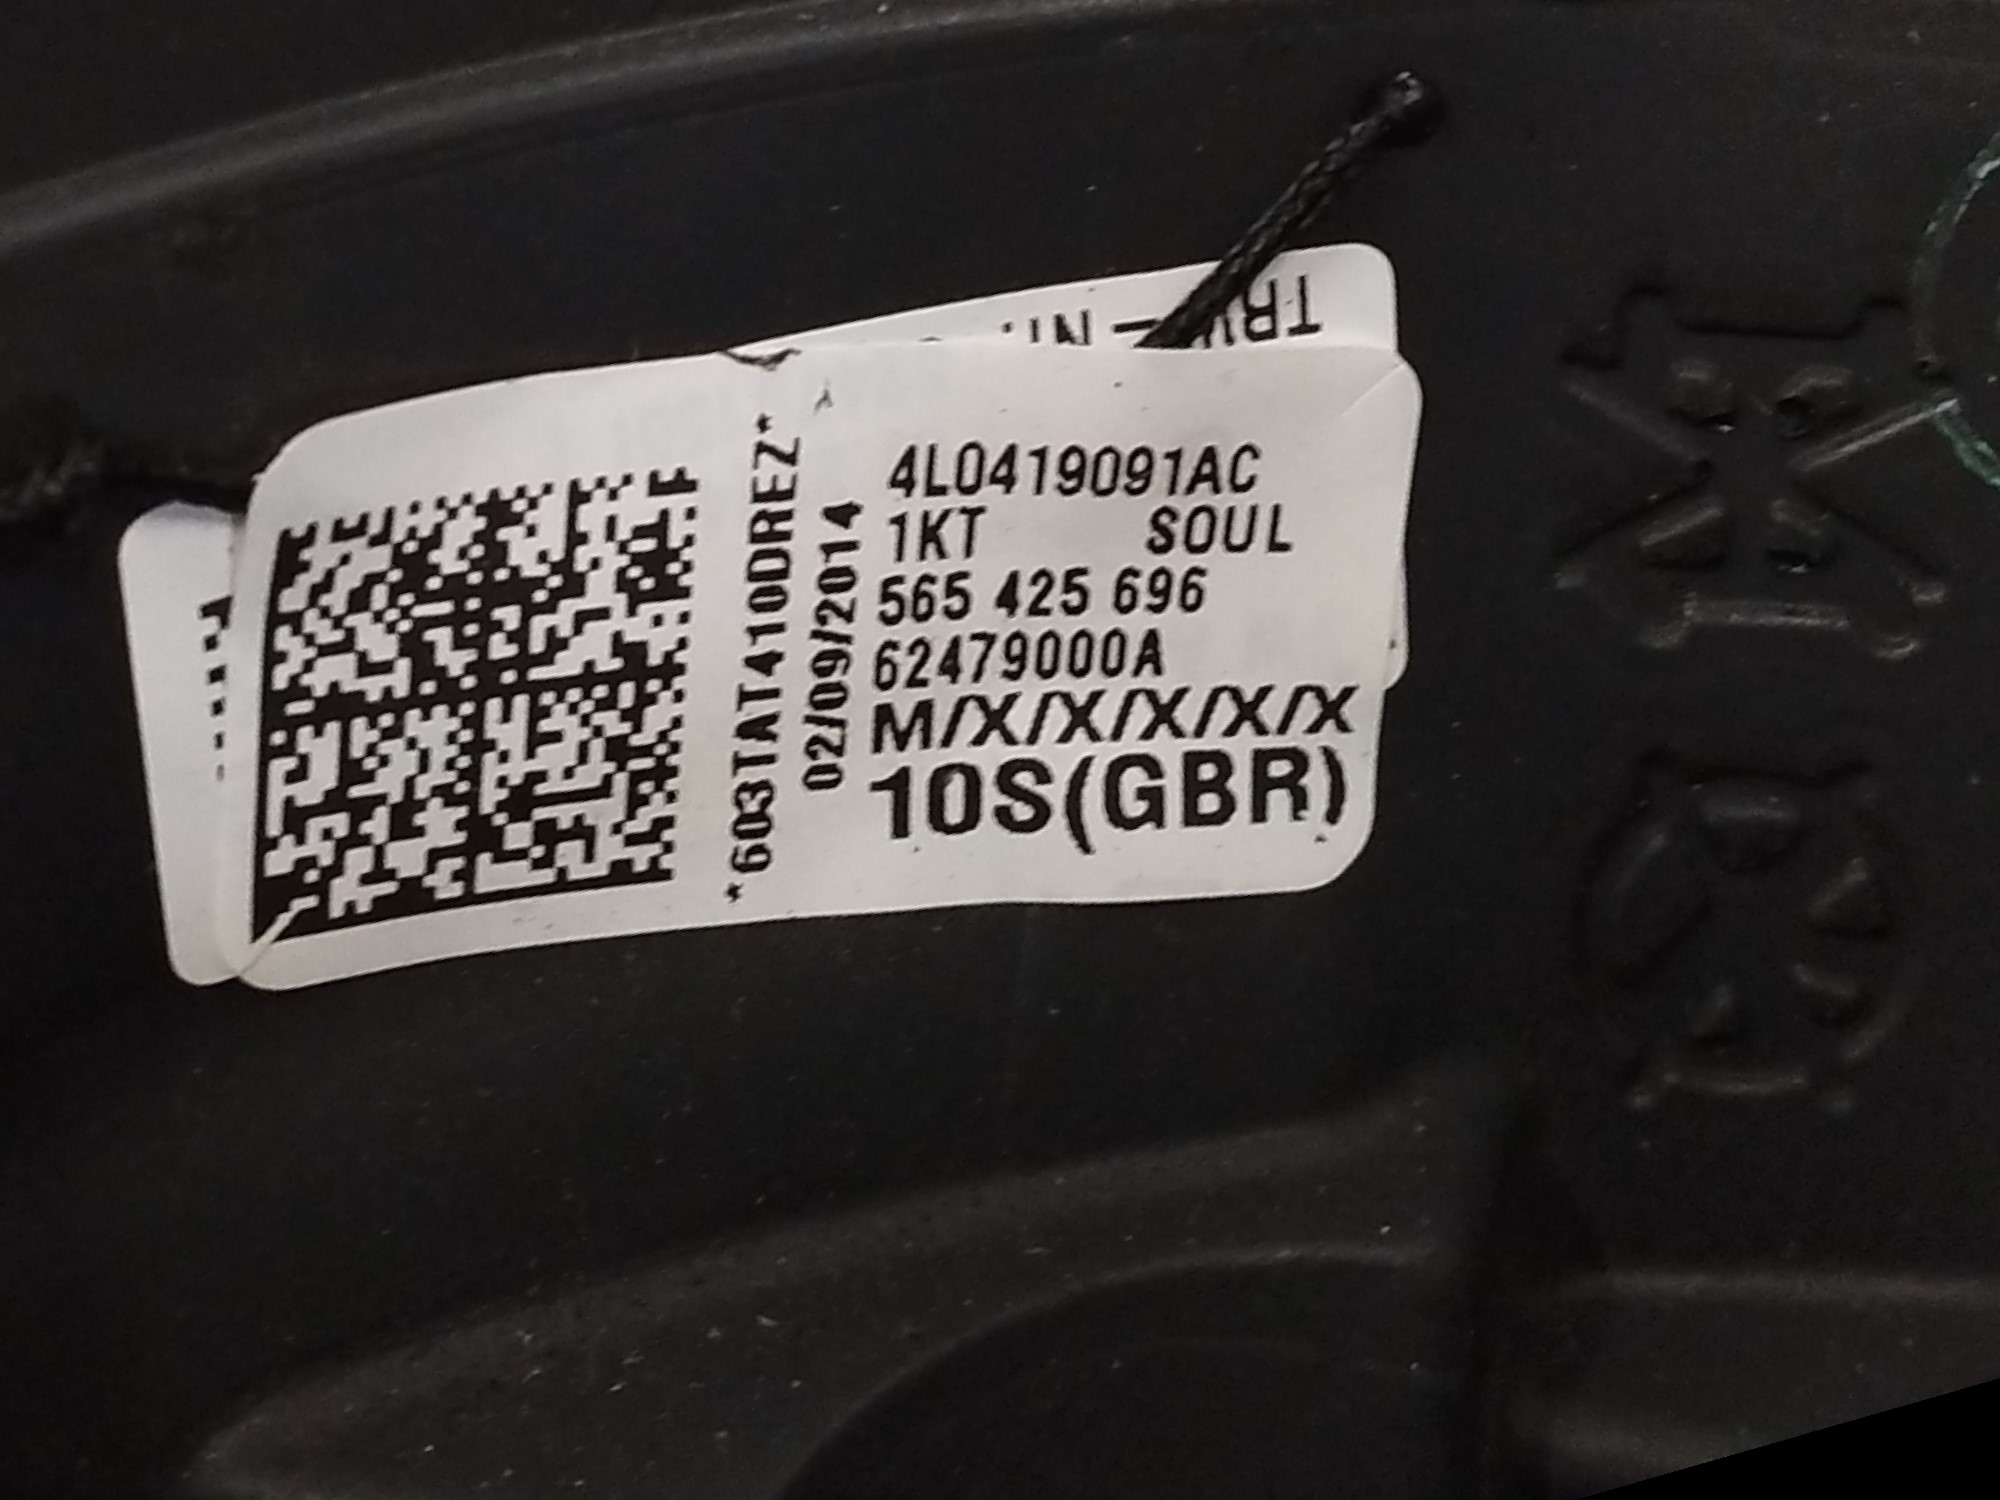 4L0419091AC
1KT SOUL
565 425 696
62479000A
M/X/X/X/X/X
10S(GBR)
*603TAT410DREZ*
02/09/2014